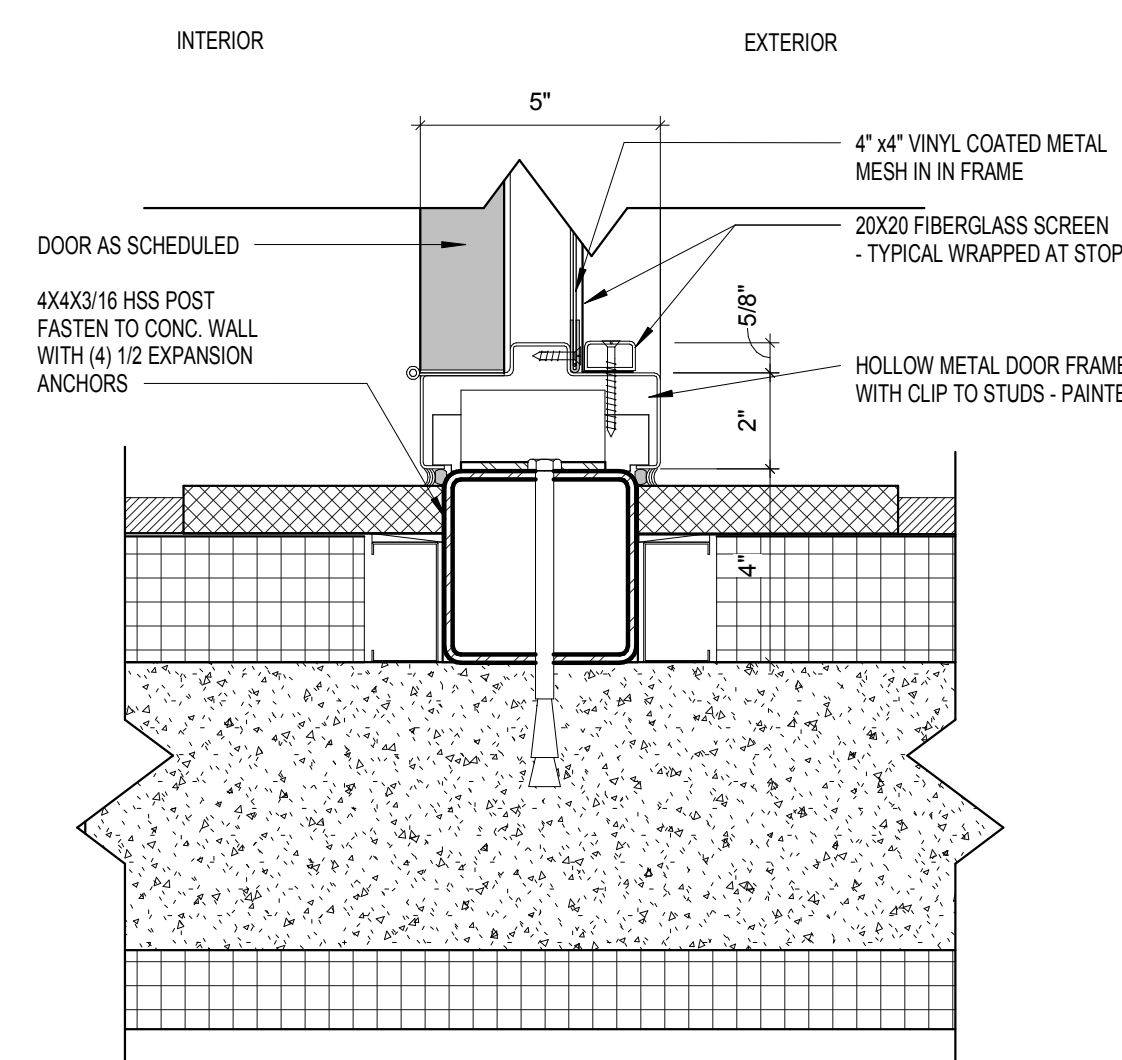 INTERIOR
EXTERIOR
5"
4" x4" VINYL COATED METAL
MESH IN IN FRAME
DOOR AS SCHEDULED
20X20 FIBERGLASS SCREEN
- TYPICAL WRAPPED AT STOP
4X4X3/16 HSS POST
FASTEN TO CONC. WALL
WITH (4) 1/2 EXPANSION
ANCHORS
5/8"
HOLLOW METAL DOOR FRAME
WITH CLIP TO STUDS - PAINTE
2"
4"